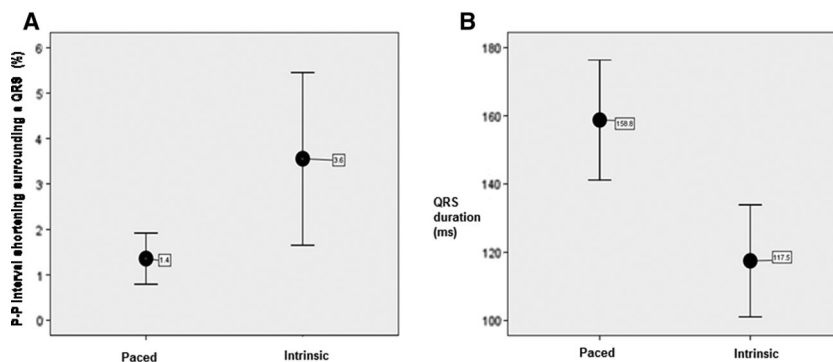 A
P-P interval shortening surrounding a QRS (%)
6
5
4
3
2
1
0
3.6
1.4
Paced Intrinsic
B
QRS
duration
(ms)
180
160
140
120
100
158.8
117.5
Paced Intrinsic